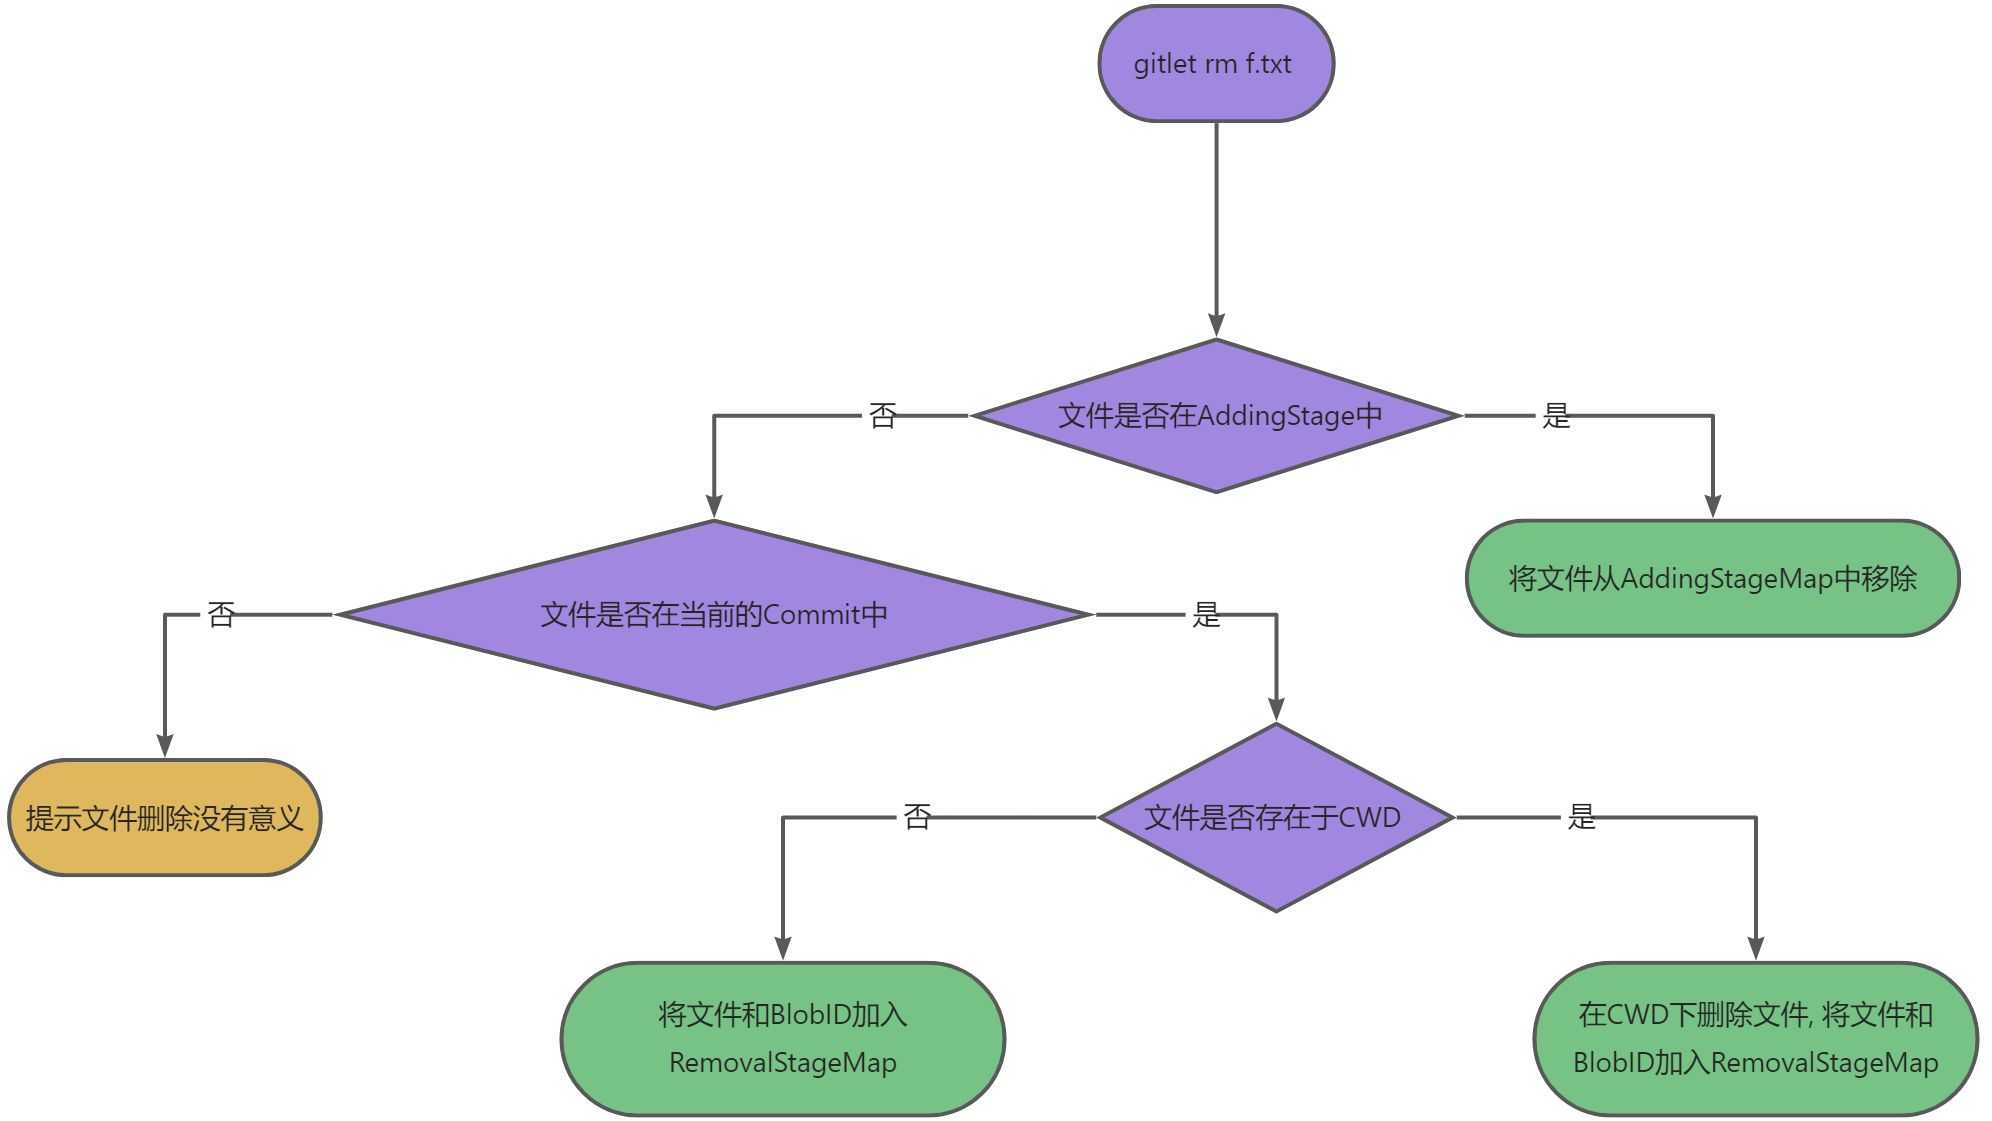 gitlet rm f.txt
文件是否在AddingStage中
否
是
将文件从AddingStageMap中移除
文件是否在当前的Commit中
否
是
提示文件删除没有意义
文件是否存在于CWD
否
是
将文件和BlobID加入
RemovalStageMap
在CWD下删除文件, 将文件和
BlobID加入RemovalStageMap